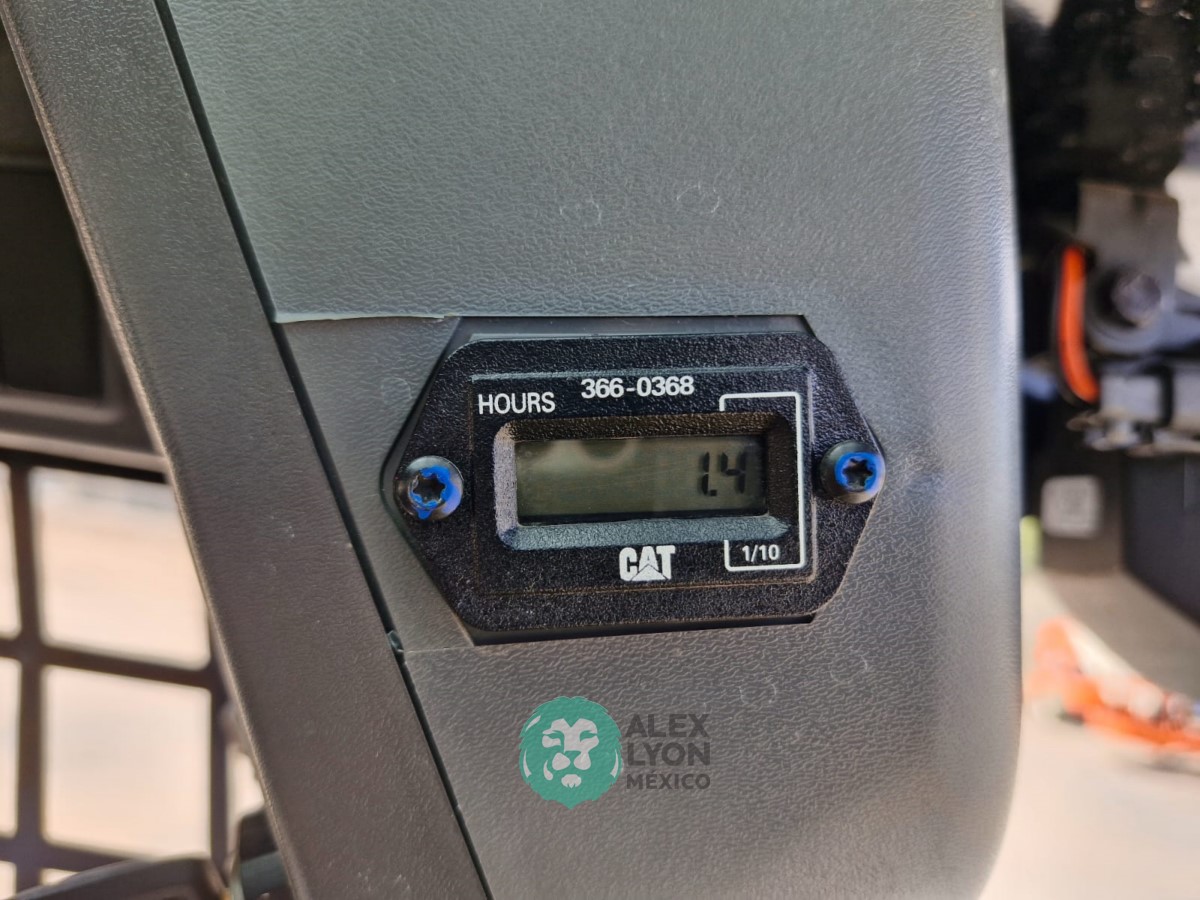 366-0368
HOURS
1.4
CAT
1/10
ALEX
LYON
MÉXICO